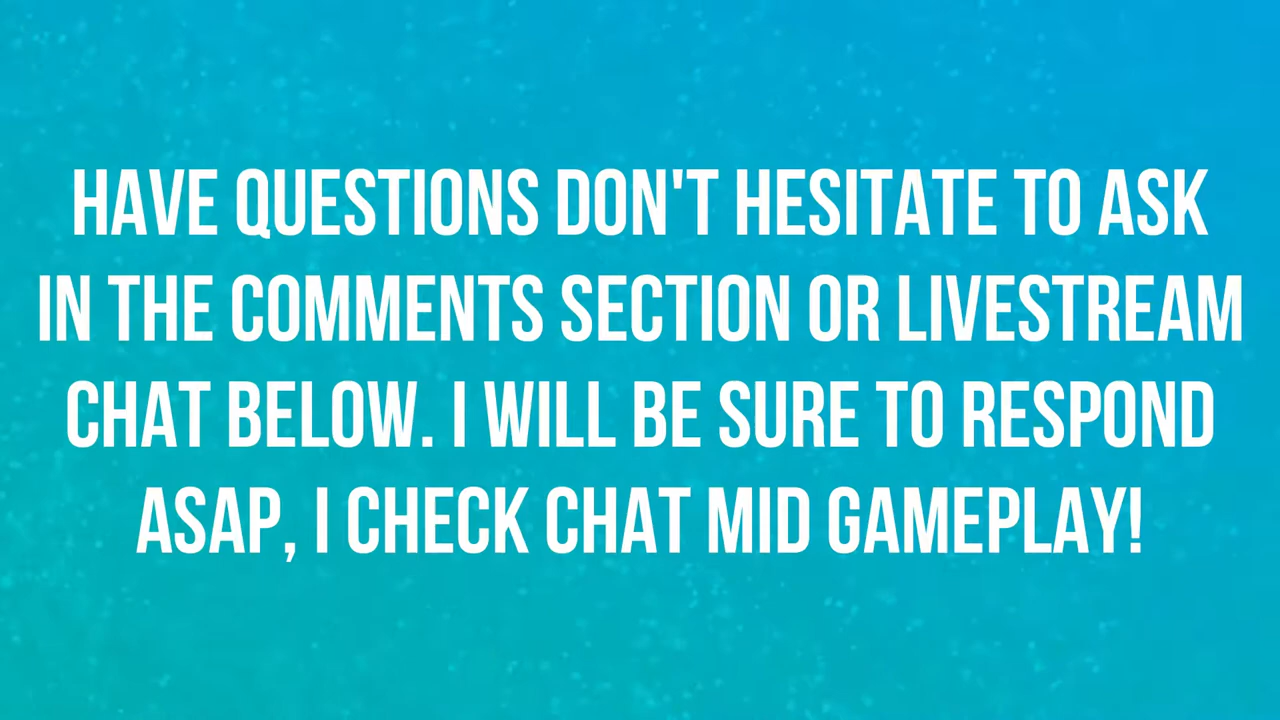 HAVE QUESTIONS DON'T HESITATE TO ASK
IN THE COMMENTS SECTION OR LIVESTREAM
CHAT BELOW. I WILL BE SURE TO RESPOND
ASAP, I CHECK CHAT MID GAMEPLAY!